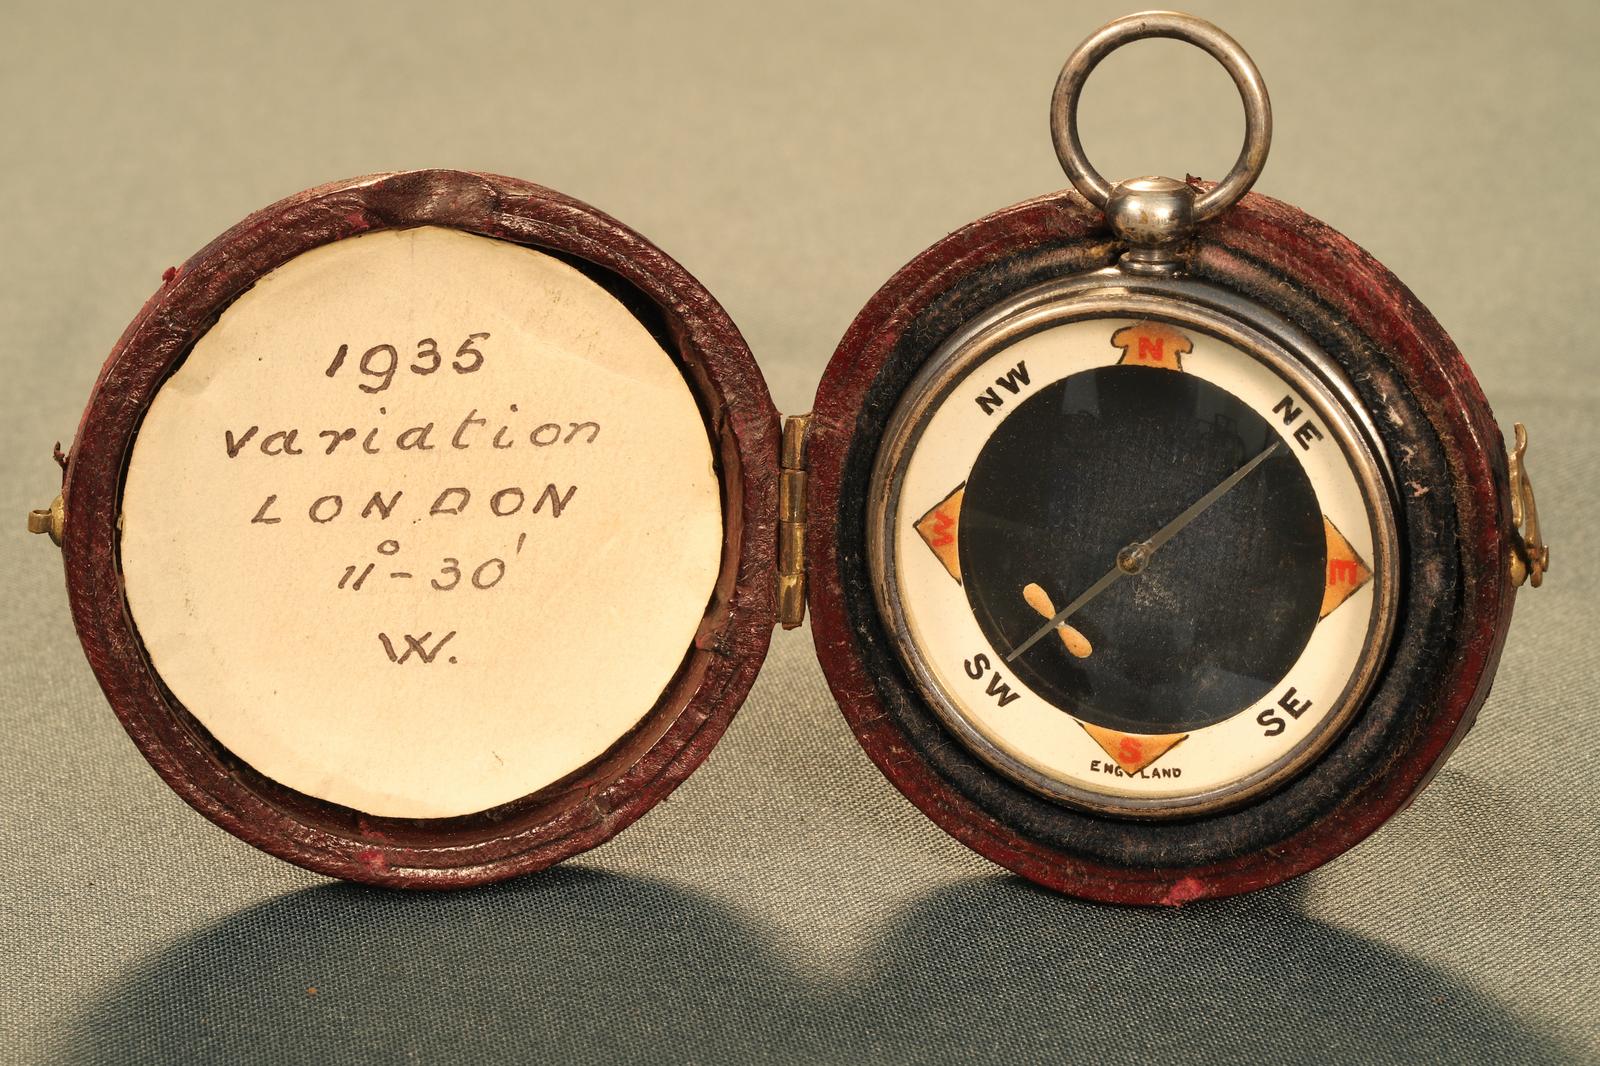 1935
variation
LONDON
11°-30'
W.
N
NW
NE
W
E
SW
SE
S
ENGLAND